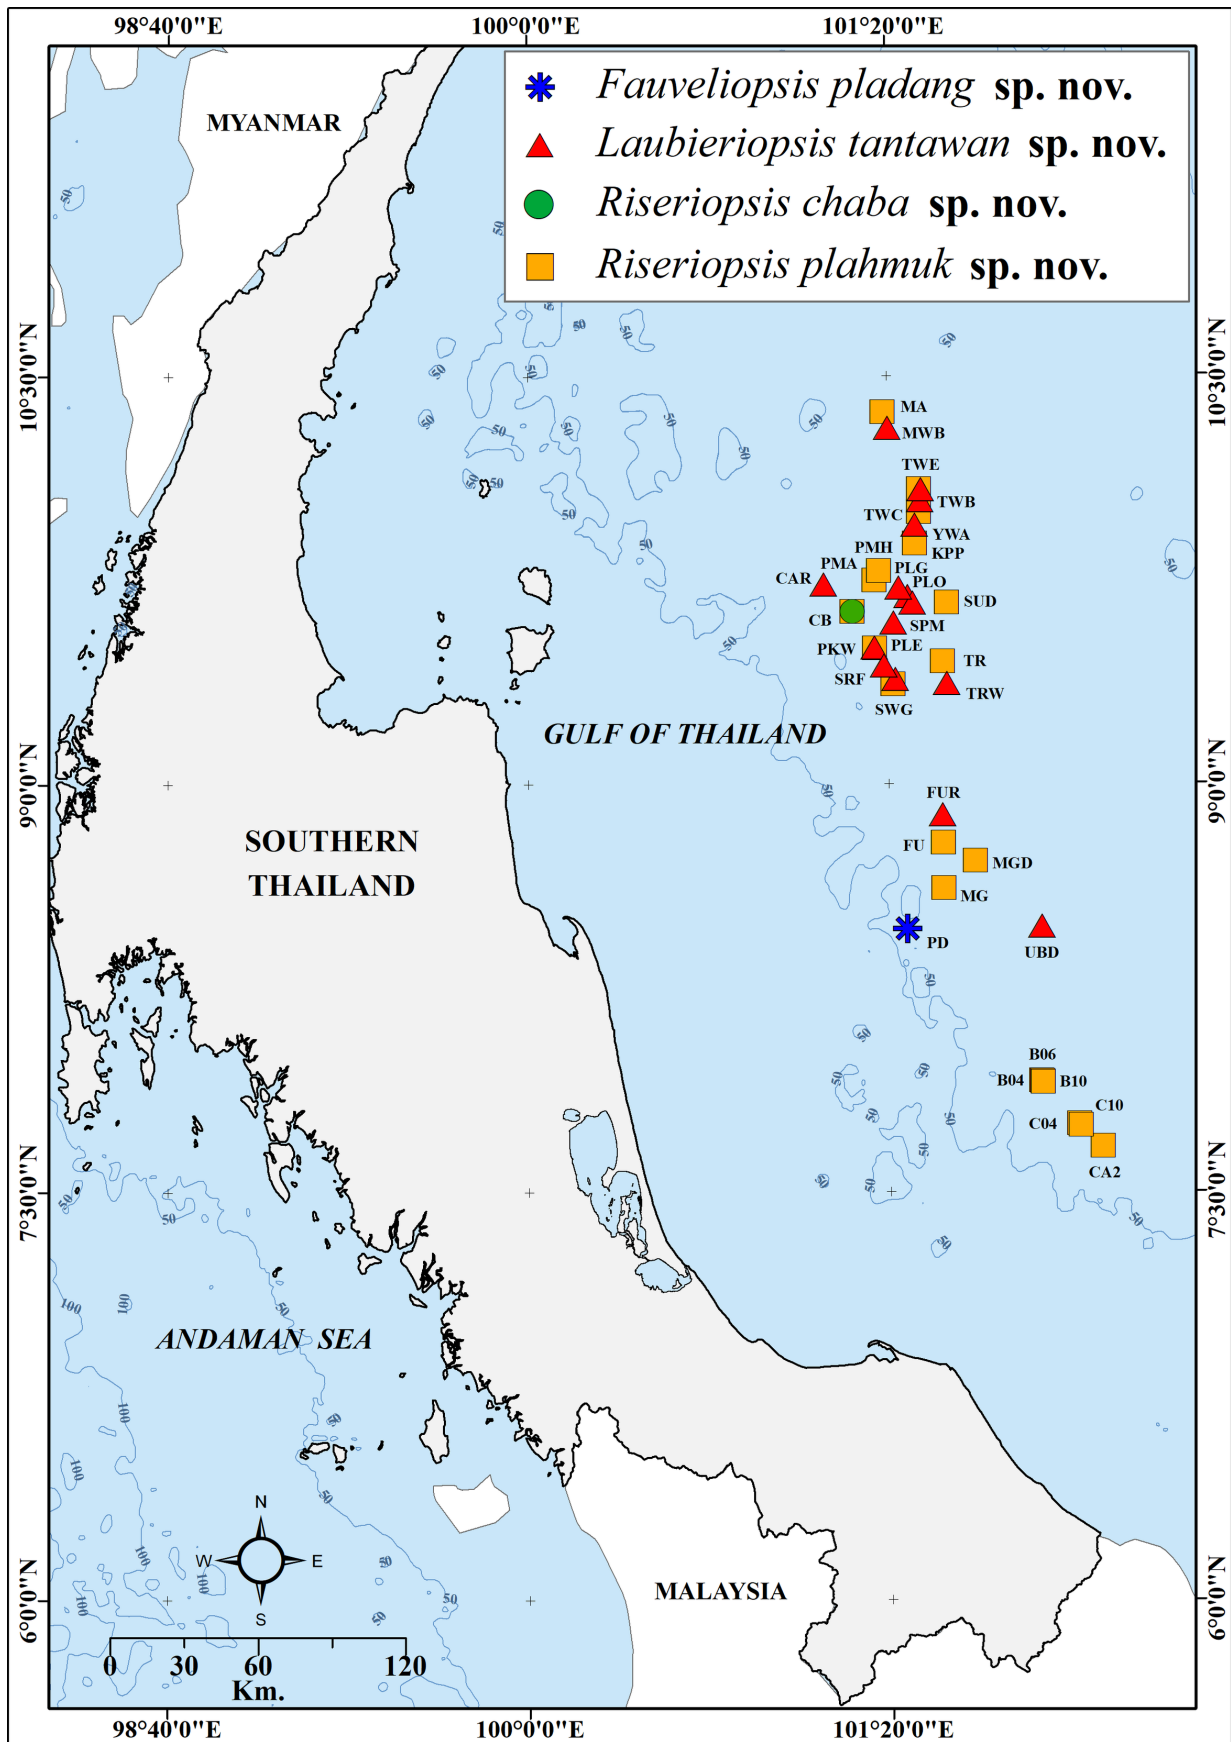 98°40'0"E 100°0'0"E 101°20'0"E
Fauveliopsis pladang sp. nov.
Laubieriopsis tantawan sp. nov.
Riseriopsis chaba sp. nov.
Riseriopsis plahmuk sp. nov.
MYANMAR
10°30'0"N 10°30'0"N
MA
MWB
TWE
TWB
TWC
YWA
PMH
KPP
PMA
PLG
CAR
PLO
SUD
CB
SPM
PKW
PLE
TR
SRF
TRW
SWG
GULF OF THAILAND
9°0'0"N 9°0'0"N
FUR
SOUTHERN
THAILAND
FU
MGD
MG
PD
UBD
B06
B04 B10
C10
C04
CA2
7°30'0"N 7°30'0"N
ANDAMAN SEA
N
W E
S
MALAYSIA
6°0'0"N 6°0'0"N
0 30 60 120
Km.
98°40'0"E 100°0'0"E 101°20'0"E